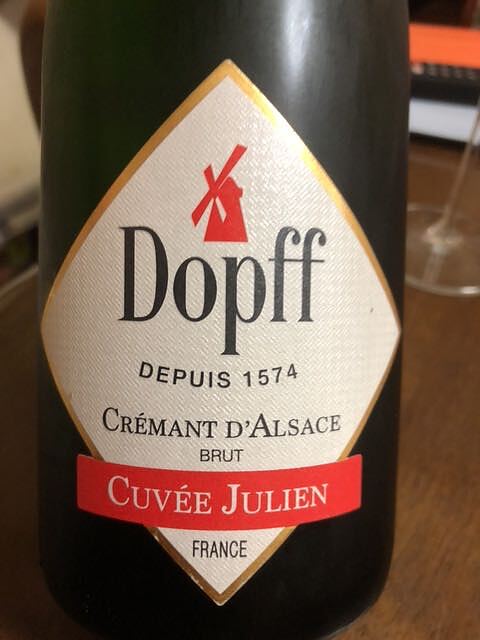 Dopff
DEPUIS 1574
CRÉMANT D'ALSACE
BRUT
CUVÉE JULIEN
FRANCE